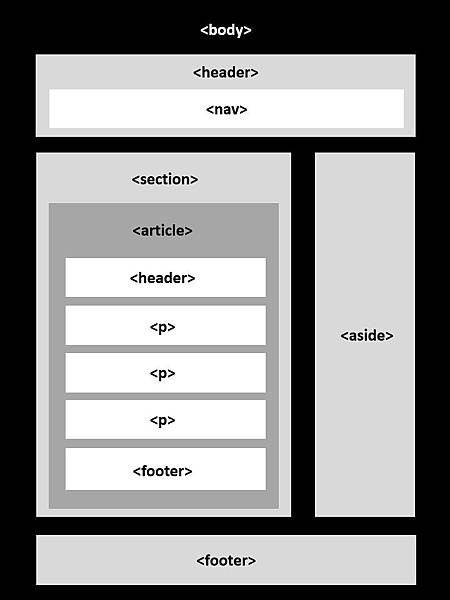 <body>
<header>
<nav>
<section>
<article>
<header>
<p>
<p>
<p>
<footer>
<aside>
<footer>